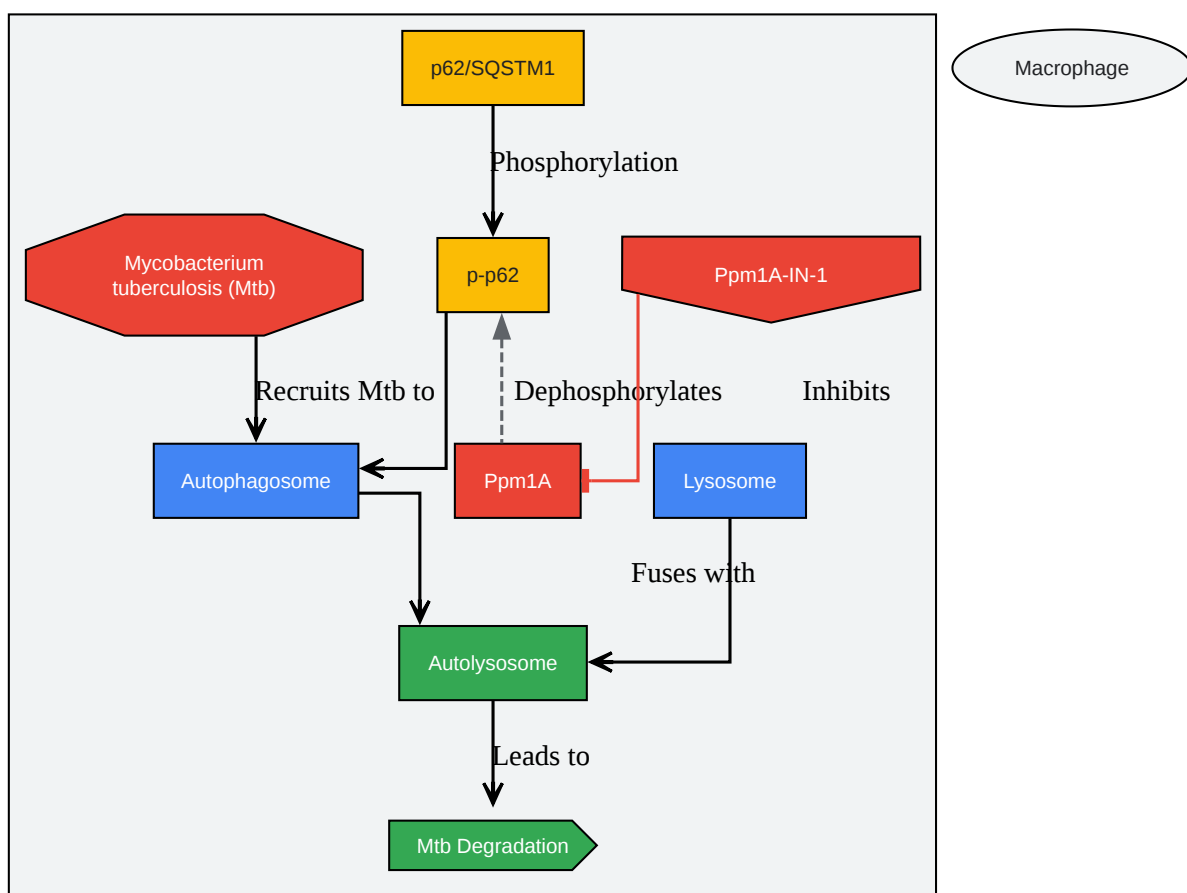 p62/SQSTM1
Macrophage
Phosphorylation
Mycobacterium
tuberculosis (Mtb)
p-p62
Ppm1A-IN-1
Recruits Mtb to
Dephosphorylates
Inhibits
Autophagosome
Ppm1A
Lysosome
Fuses with
Autolysosome
Leads to
Mtb Degradation